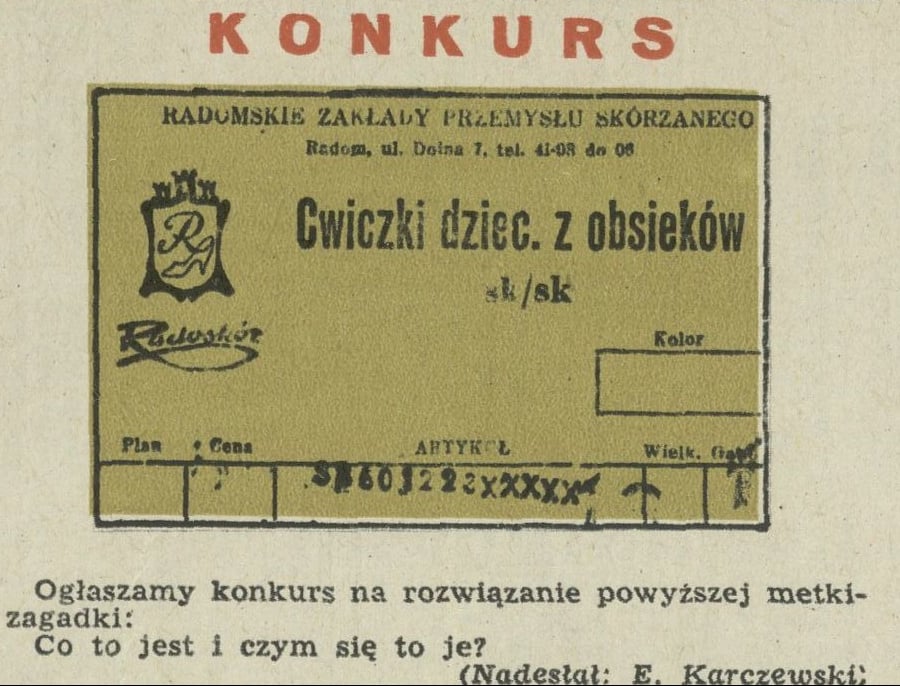 KONKURS
RADOMSKIE ZAKŁADY PRZEMYSŁU SKÓRZANEGO
Radom, ul. Dolna 7, tel. 41-08 do 06
Cwiczki dziec. z obsieków
sk/sk
Radoskór
Kolor
Plan Cena ARTYKUŁ Wielk.
Ogłaszamy konkurs na rozwiązanie powyższej metki-
zagadki:
Co to jest i czym się to je?
(Nadesłał: E. Karczewski)